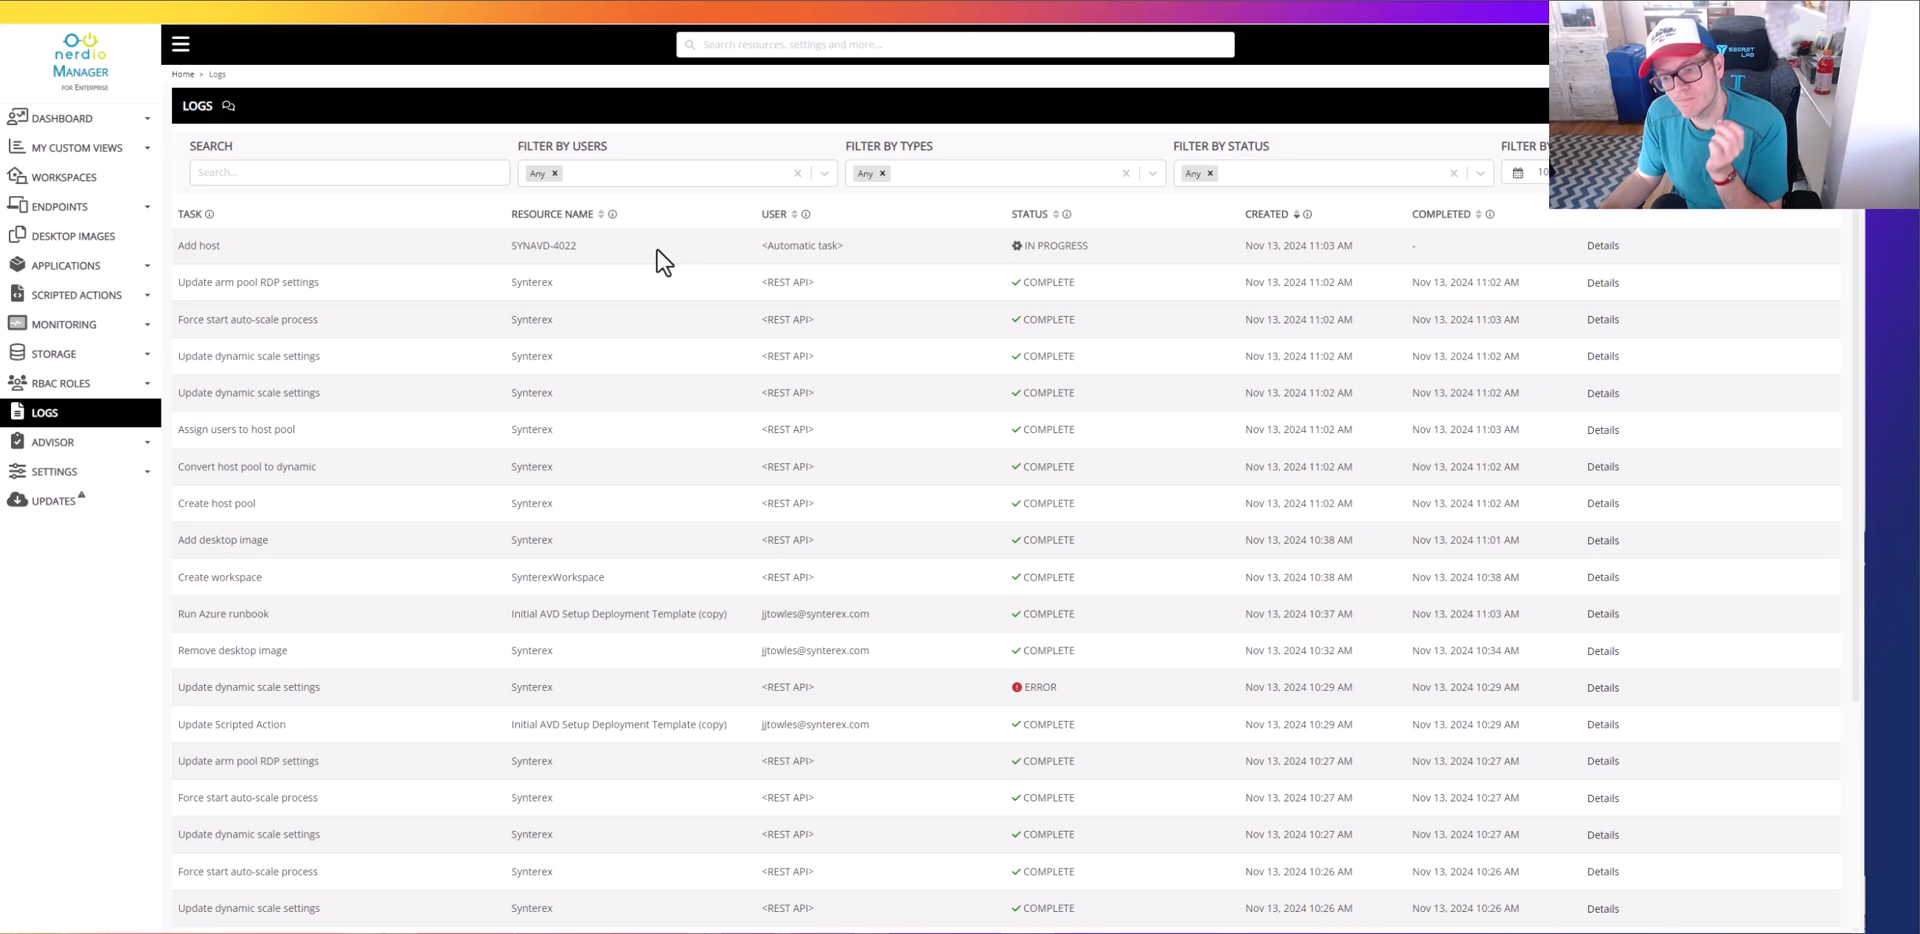 nerdio
MANAGER
FOR ENTERPRISE
Search resources, settings and more...
Home > Logs
LOGS
DASHBOARD
MY CUSTOM VIEWS
WORKSPACES
ENDPOINTS
DESKTOP IMAGES
APPLICATIONS
SCRIPTED ACTIONS
MONITORING
STORAGE
RBAC ROLES
LOGS
ADVISOR
SETTINGS
UPDATES
SEARCH FILTER BY USERS FILTER BY TYPES FILTER BY STATUS FILTER BY
Search... Any Any Any 10
TASK RESOURCE NAME USER STATUS CREATED COMPLETED
Add host SYNAVD-4022 <Automatic task> IN PROGRESS Nov 13, 2024 11:03 AM - Details
Update arm pool RDP settings Synterex <REST API> COMPLETE Nov 13, 2024 11:02 AM Nov 13, 2024 11:02 AM Details
Force start auto-scale process Synterex <REST API> COMPLETE Nov 13, 2024 11:02 AM Nov 13, 2024 11:03 AM Details
Update dynamic scale settings Synterex <REST API> COMPLETE Nov 13, 2024 11:02 AM Nov 13, 2024 11:02 AM Details
Update dynamic scale settings Synterex <REST API> COMPLETE Nov 13, 2024 11:02 AM Nov 13, 2024 11:02 AM Details
Assign users to host pool Synterex <REST API> COMPLETE Nov 13, 2024 11:02 AM Nov 13, 2024 11:03 AM Details
Convert host pool to dynamic Synterex <REST API> COMPLETE Nov 13, 2024 11:02 AM Nov 13, 2024 11:02 AM Details
Create host pool Synterex <REST API> COMPLETE Nov 13, 2024 11:02 AM Nov 13, 2024 11:02 AM Details
Add desktop image Synterex <REST API> COMPLETE Nov 13, 2024 10:38 AM Nov 13, 2024 11:01 AM Details
Create workspace SynterexWorkspace <REST API> COMPLETE Nov 13, 2024 10:38 AM Nov 13, 2024 10:38 AM Details
Run Azure runbook Initial AVD Setup Deployment Template (copy) jjtowles@synterex.com COMPLETE Nov 13, 2024 10:37 AM Nov 13, 2024 11:03 AM Details
Remove desktop image Synterex jjtowles@synterex.com COMPLETE Nov 13, 2024 10:32 AM Nov 13, 2024 10:34 AM Details
Update dynamic scale settings Synterex <REST API> ERROR Nov 13, 2024 10:29 AM Nov 13, 2024 10:29 AM Details
Update Scripted Action Initial AVD Setup Deployment Template (copy) jjtowles@synterex.com COMPLETE Nov 13, 2024 10:29 AM Nov 13, 2024 10:29 AM Details
Update arm pool RDP settings Synterex <REST API> COMPLETE Nov 13, 2024 10:27 AM Nov 13, 2024 10:27 AM Details
Force start auto-scale process Synterex <REST API> COMPLETE Nov 13, 2024 10:27 AM Nov 13, 2024 10:27 AM Details
Update dynamic scale settings Synterex <REST API> COMPLETE Nov 13, 2024 10:27 AM Nov 13, 2024 10:27 AM Details
Force start auto-scale process Synterex <REST API> COMPLETE Nov 13, 2024 10:26 AM Nov 13, 2024 10:26 AM Details
Update dynamic scale settings Synterex <REST API> COMPLETE Nov 13, 2024 10:26 AM Nov 13, 2024 10:26 AM Details
SECRET
LAB